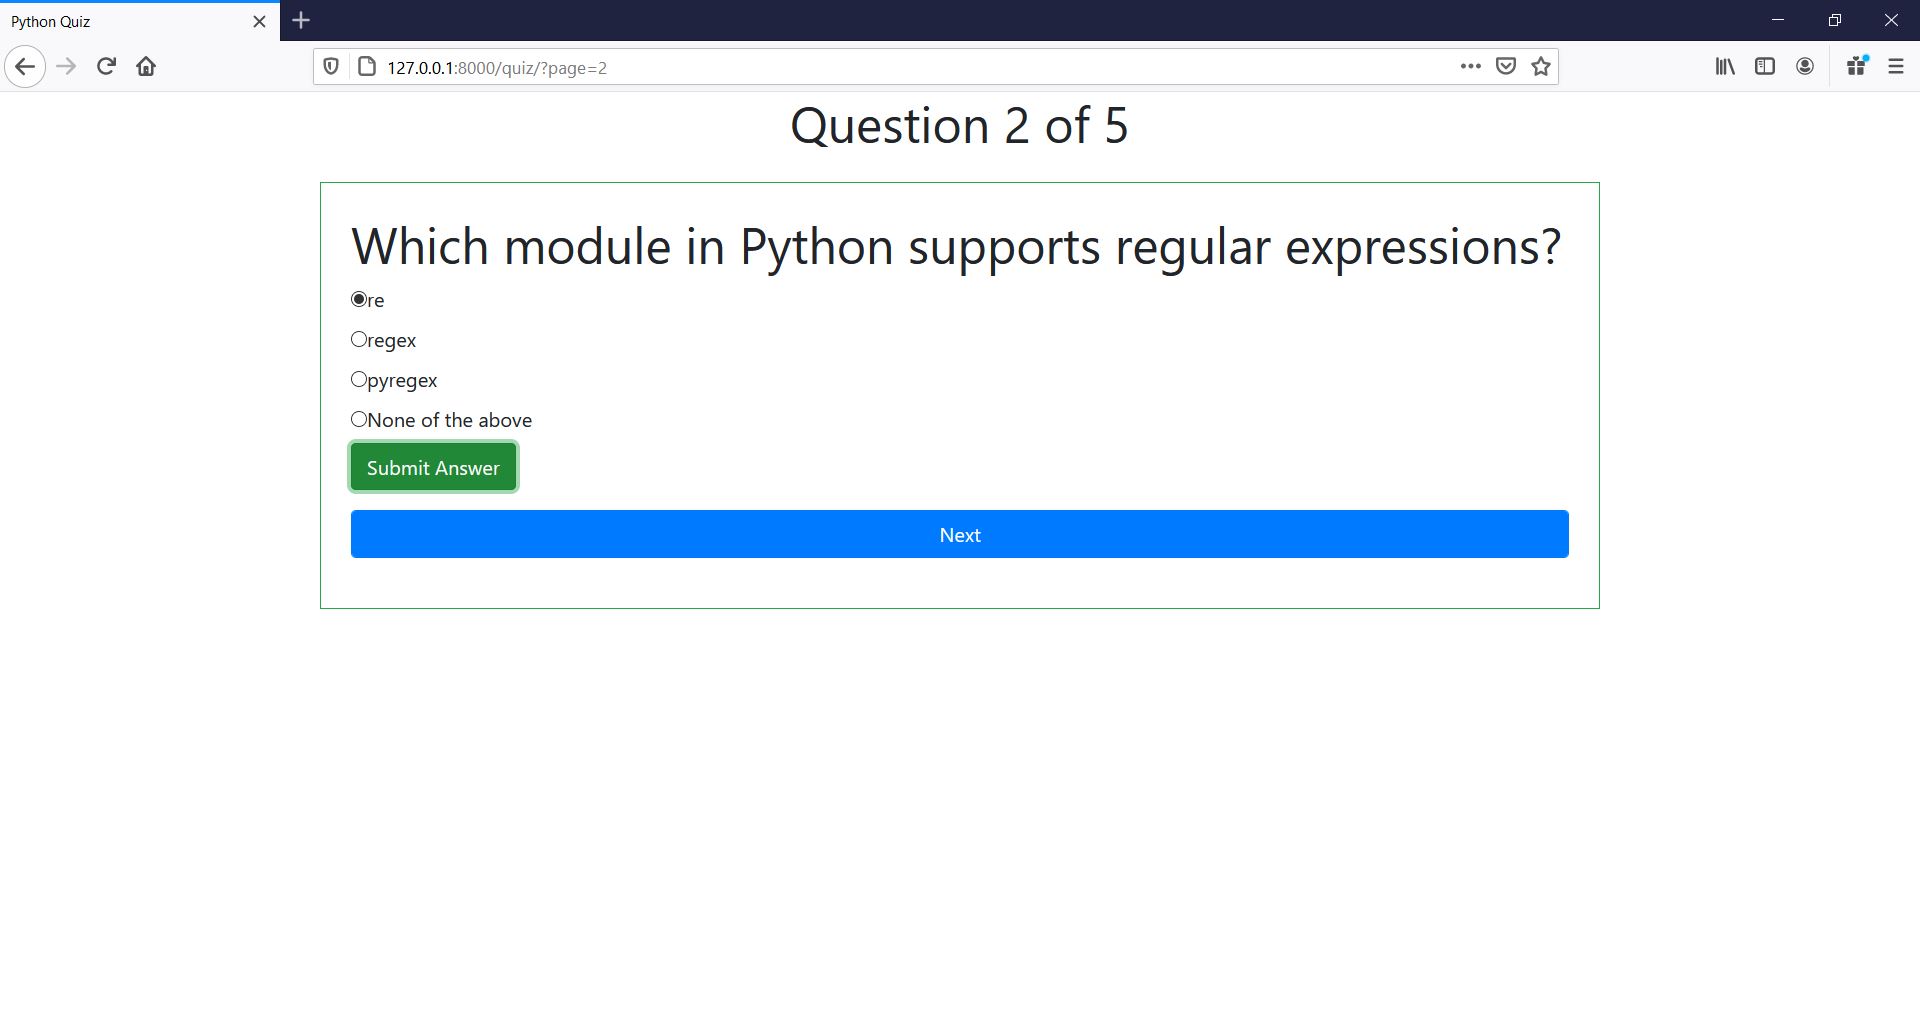 Python Quiz
127.0.0.1:8000/quiz/?page=2
Question 2 of 5
Which module in Python supports regular expressions?
re
regex
pyregex
None of the above
Submit Answer
Next